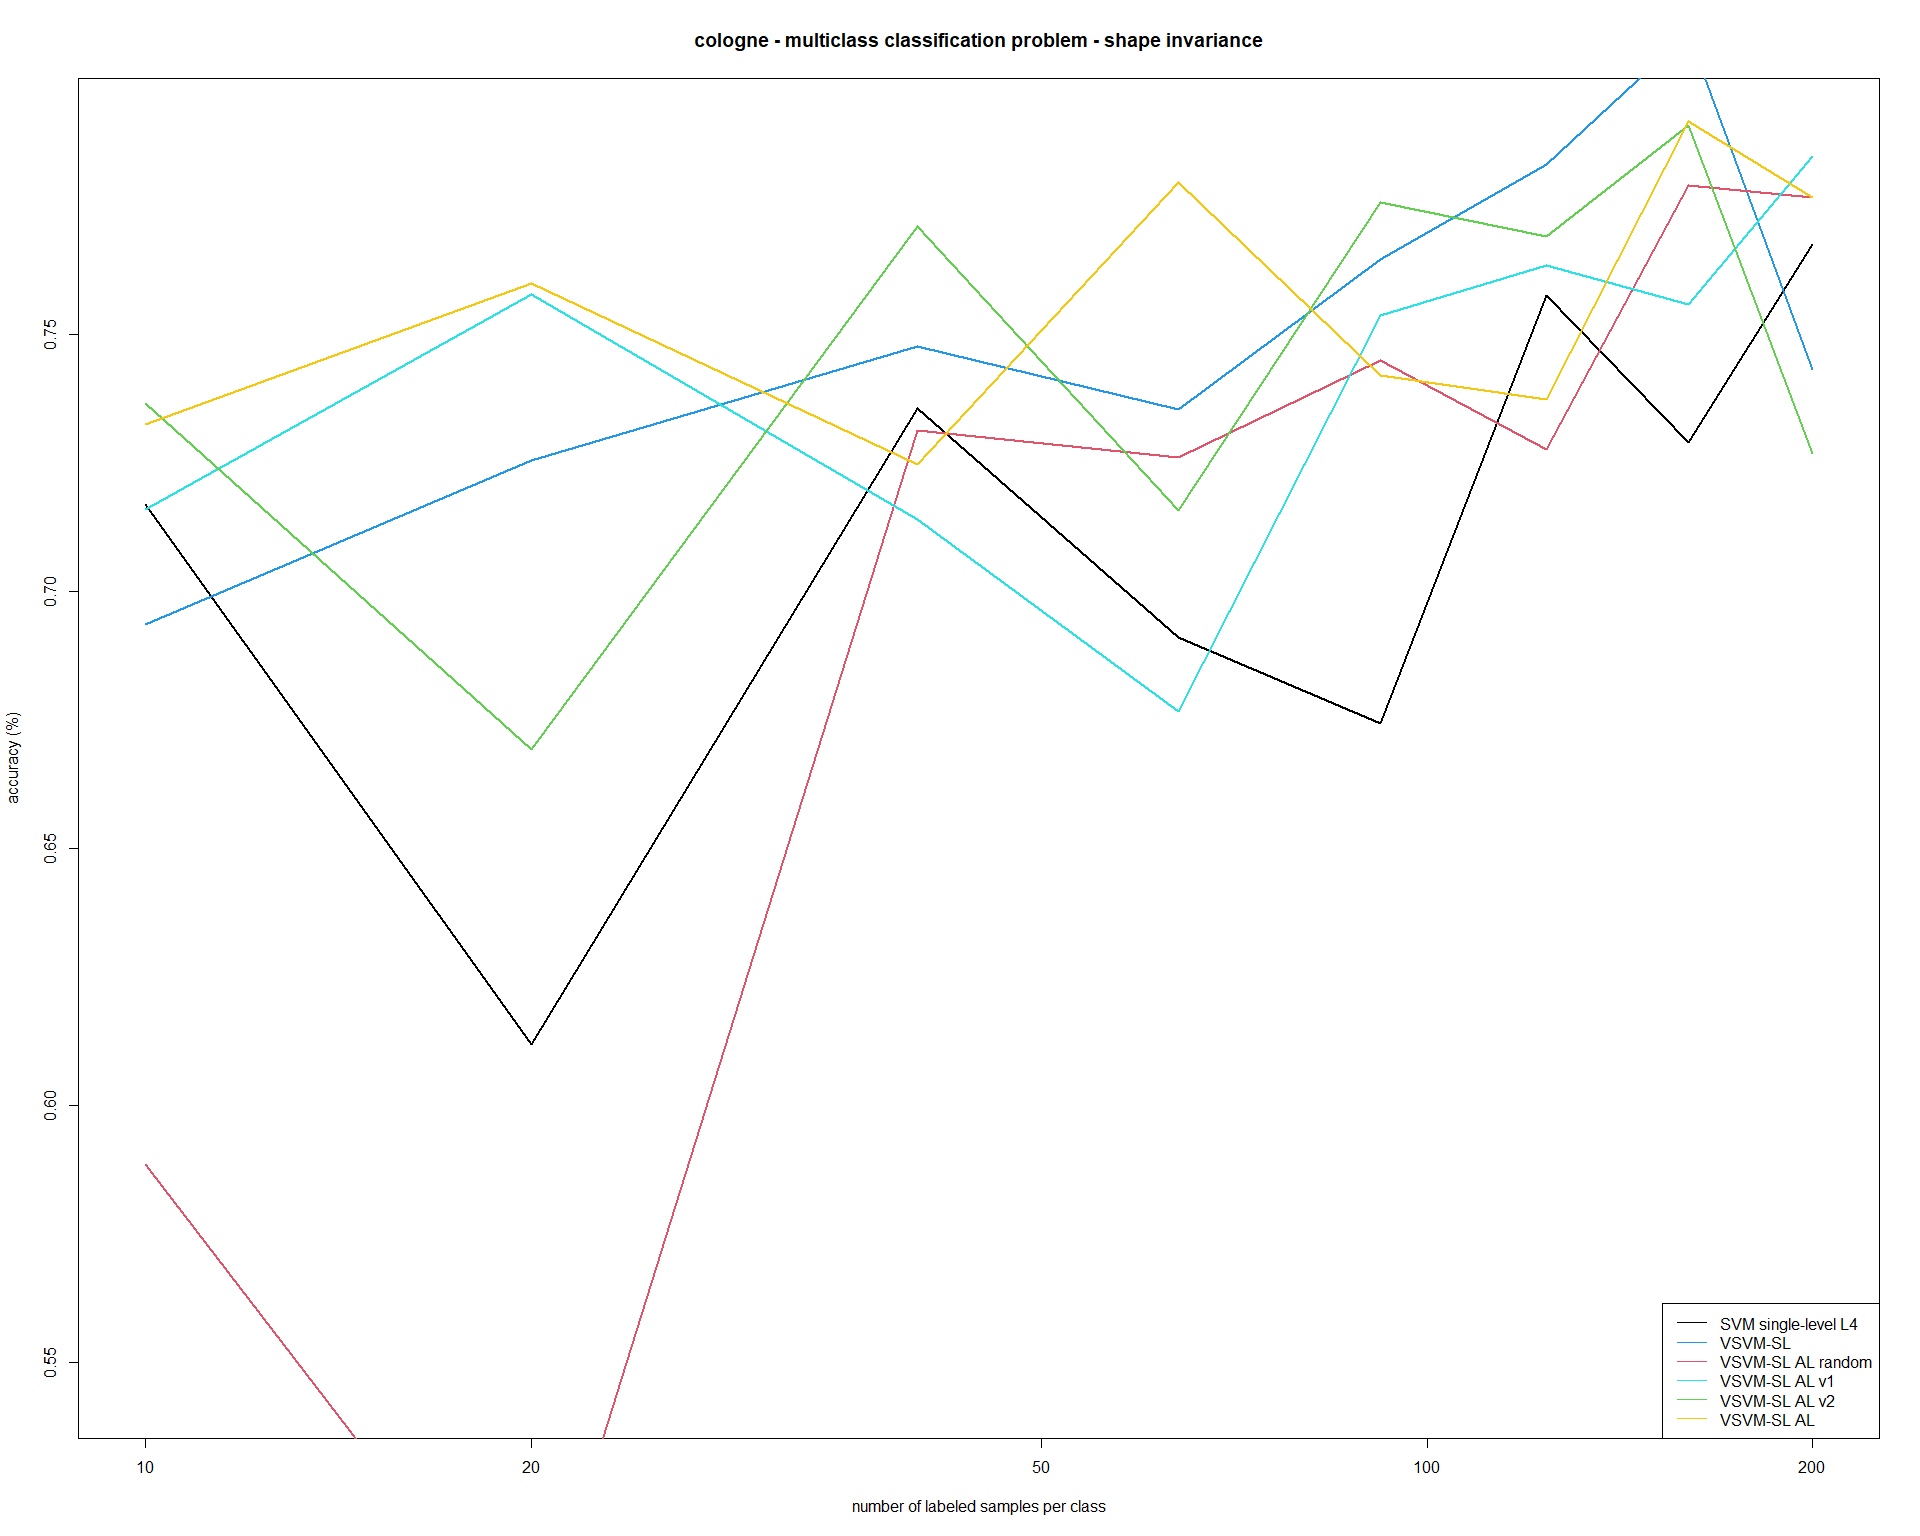 cologne - multiclass classification problem - shape invariance
accuracy (%)
0.75
0.70
0.65
0.60
0.55
10
20
50
100
200
number of labeled samples per class
SVM single-level L4
VSVM-SL
VSVM-SL AL random
VSVM-SL AL v1
VSVM-SL AL v2
VSVM-SL AL